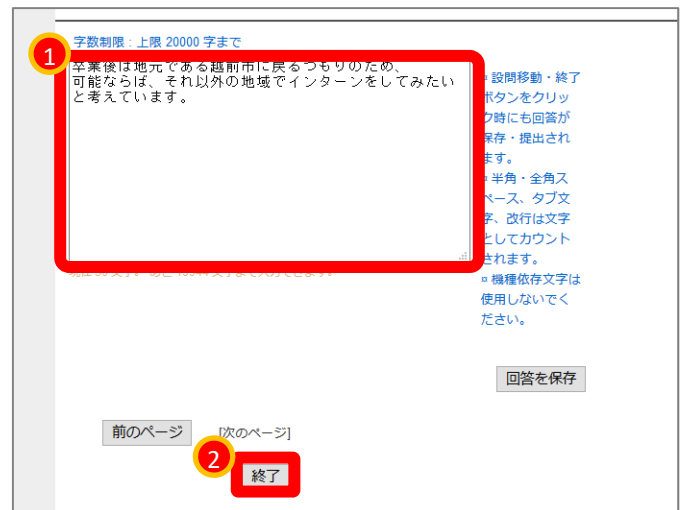 字数制限：上限 20000 字まで
1
卒業後は地元である越前市に戻るつもりのため、
可能ならば、それ以外の地域でインターンをしてみたい
と考えています。
¤ 設問移動・終了
ボタンをクリッ
ク時にも回答が
保存・提出され
ます。
¤ 半角・全角ス
ペース、タブ文
字、改行は文字
としてカウント
されます。
¤ 機種依存文字は
使用しないでく
ださい。
回答を保存
前のページ
[次のページ]
2
終了